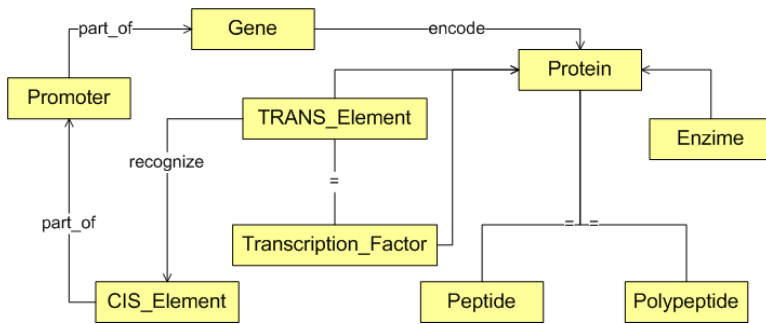 part_of
Gene
encode
Protein
Promoter
TRANS_Element
Enzime
recognize
=
part_of
= =
Transcription_Factor
CIS_Element
Peptide
Polypeptide